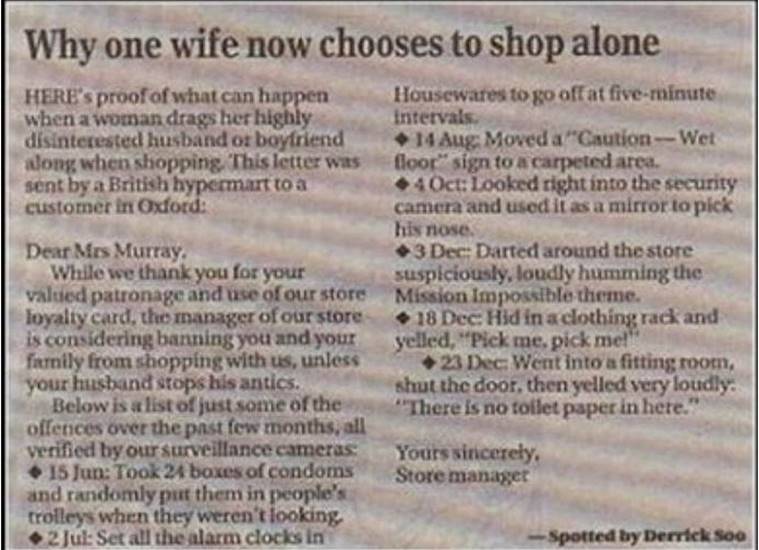 Why one wife now chooses to shop alone
HERE's proof of what can happen
when a woman drags her highly
disinterested husband or boyfriend
along when shopping. This letter was
sent by a British hypermart to a
customer in Oxford:
Dear Mrs Murray,
While we thank you for your
valued patronage and use of our store
loyalty card, the manager of our store
is considering banning you and your
family from shopping with us, unless
your husband stops his antics.
Below is a list of just some of the
offences over the past few months, all
verified by our surveillance cameras:
◆ 15 Jun: Took 24 boxes of condoms
and randomly put them in people's
trolleys when they weren't looking.
◆ 2 Jul: Set all the alarm clocks in
Housewares to go off at five-minute
intervals.
◆ 14 Aug: Moved a "Caution — Wet
floor" sign to a carpeted area.
◆ 4 Oct: Looked right into the security
camera and used it as a mirror to pick
his nose.
◆ 3 Dec: Darted around the store
suspiciously, loudly humming the
Mission Impossible theme.
◆ 18 Dec: Hid in a clothing rack and
yelled, "Pick me, pick me!"
◆ 23 Dec: Went into a fitting room,
shut the door, then yelled very loudly:
"There is no toilet paper in here."
Yours sincerely,
Store manager
— Spotted by Derrick Soo